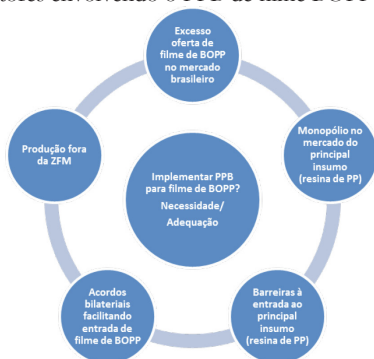 Excesso
oferta de
filme de BOPP
no mercado
brasileiro
Monopólio no
mercado do
principal
insumo
(resina de PP)
Barreiras à
entrada ao
principal
insumo
(resina de PP)
Acordos
bilateriais
facilitando
entrada de
filme de BOPP
Produção fora
da ZFM
Implementar PPB
para filme de BOPP?
Necessidade/
Adequação